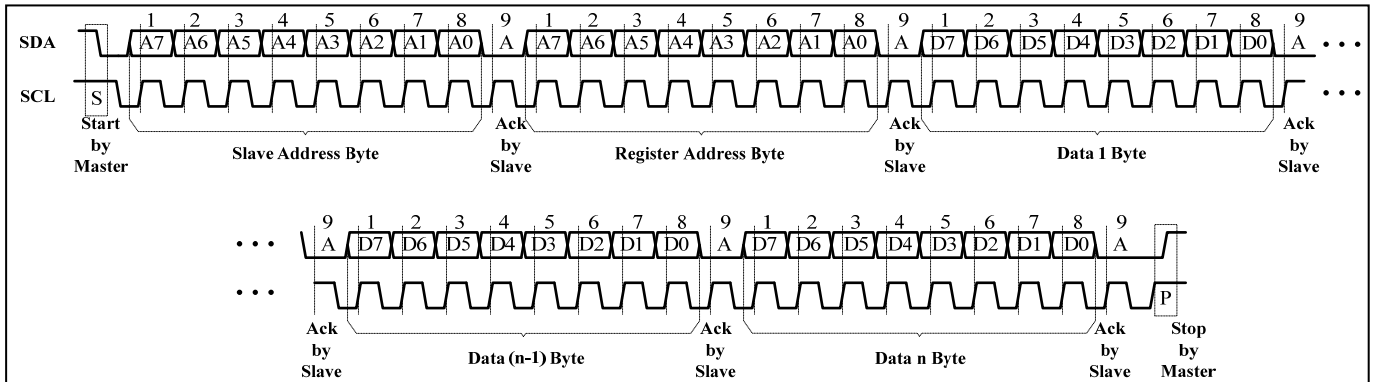 1 2 3 4 5 6 7 8 9 1 2 3 4 5 6 7 8 9 1 2 3 4 5 6 7 8 9
SDA A7 A6 A5 A4 A3 A2 A1 A0 A A7 A6 A5 A4 A3 A2 A1 A0 A D7 D6 D5 D4 D3 D2 D1 D0 A • • •
SCL S • • •
Start by Master
Slave Address Byte
Ack by Slave
Register Address Byte
Ack by Slave
Data 1 Byte
Ack by Slave
9 1 2 3 4 5 6 7 8 9 1 2 3 4 5 6 7 8 9
• • • A D7 D6 D5 D4 D3 D2 D1 D0 A D7 D6 D5 D4 D3 D2 D1 D0 A
• • • P
Ack by Slave
Data (n-1) Byte
Ack by Slave
Data n Byte
Ack by Slave
Stop by Master